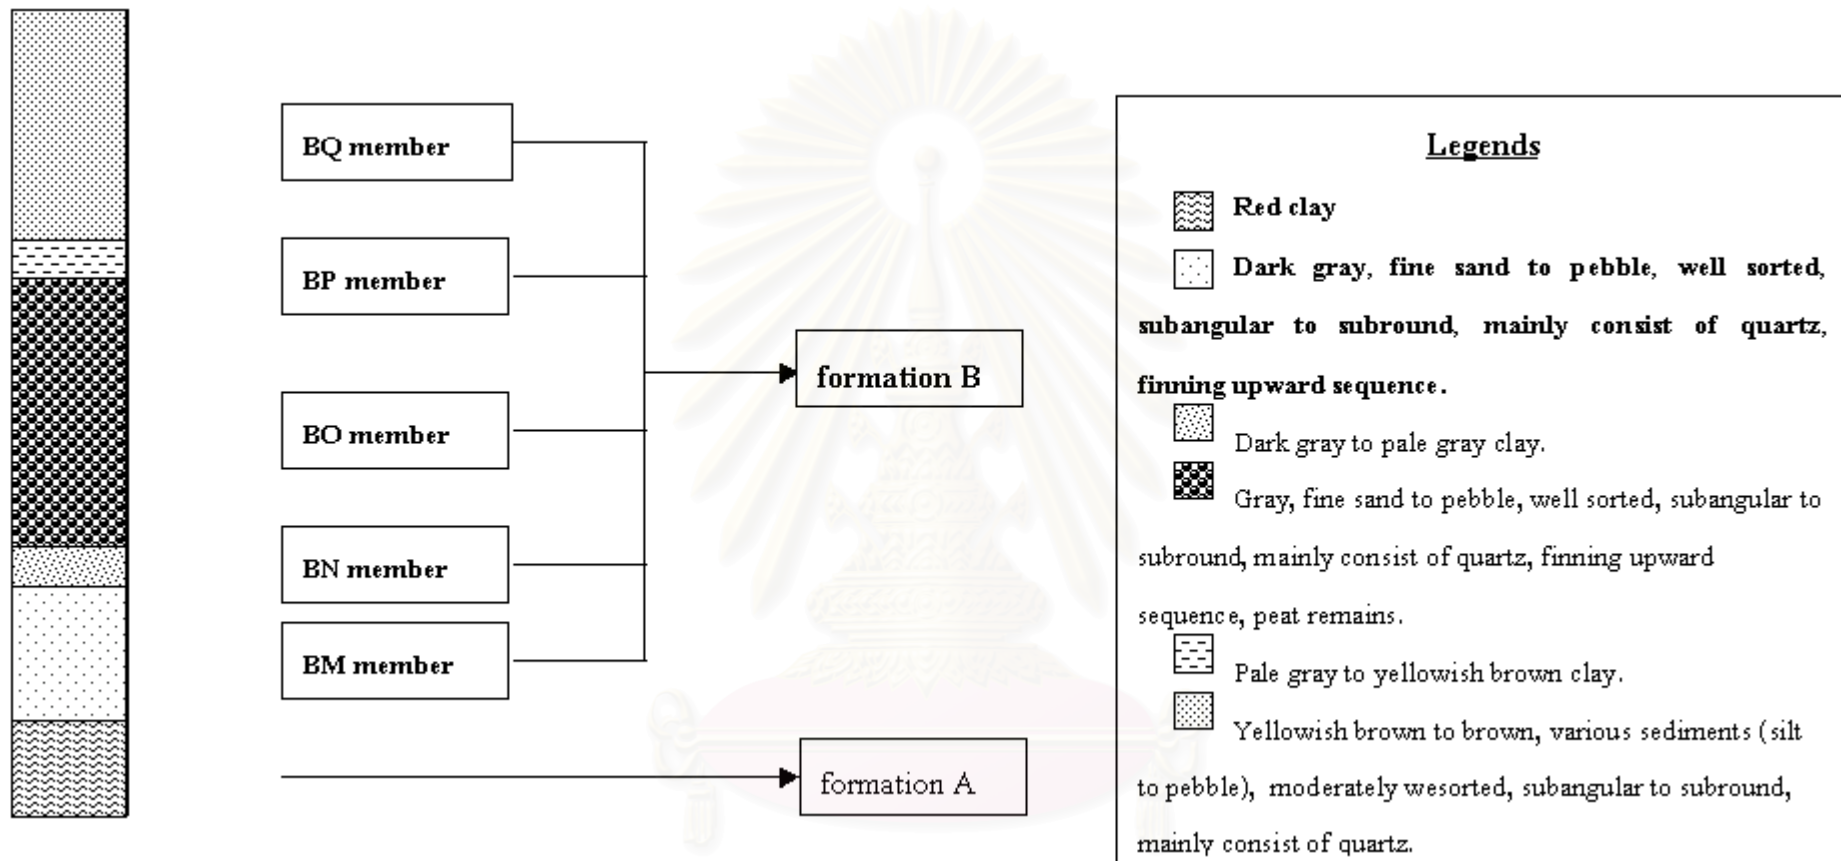 BQ member
BP member
BO member
BN member
BM member
formation B
formation A
Legends
Red clay
Dark gray, fine sand to pebble, well sorted,
subangular to subround, mainly consist of quartz,
finning upward sequence.
Dark gray to pale gray clay.
Gray, fine sand to pebble, well sorted, subangular to
subround, mainly consist of quartz, finning upward
sequence, peat remains.
Pale gray to yellowish brown clay.
Yellowish brown to brown, various sediments (silt
to pebble), moderately wesorted, subangular to subround,
mainly consist of quartz.